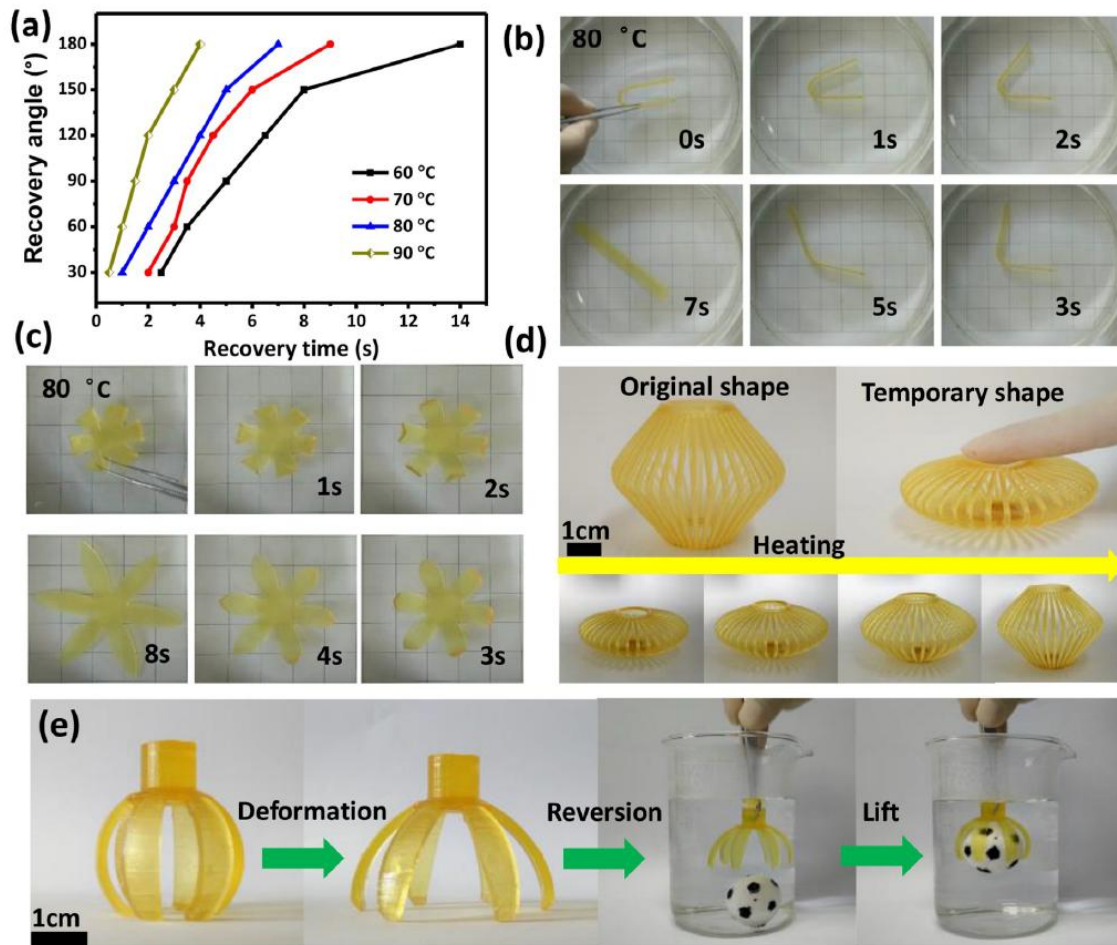 (a)
180
150
120
90
60
30
Recovery angle (°)
60 °C
70 °C
80 °C
90 °C
0 2 4 6 8 10 12 14
Recovery time (s)
(b)
80 °C
0s 1s 2s
7s 5s 3s
(c)
80 °C
1s 2s
8s 4s 3s
(d)
Original shape
Temporary shape
1cm
Heating
(e)
Deformation
Reversion
Lift
1cm